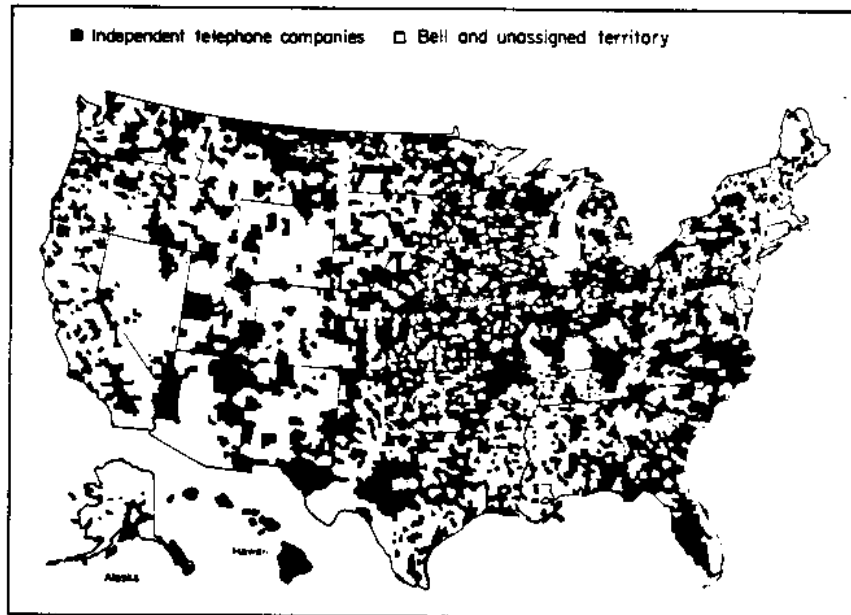 Independent telephone companies
Bell and unassigned territory
Alaska
Hawaii